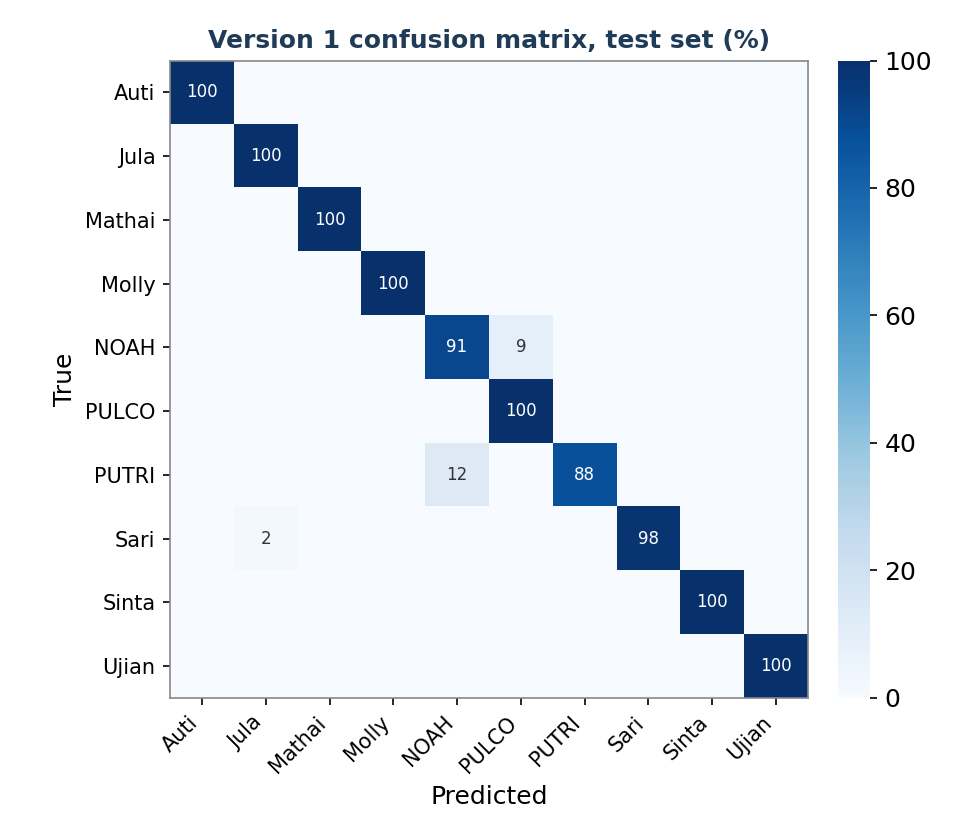 Version 1 confusion matrix, test set (%)
True
Auti 100
Jula 100
Mathai 100
Molly 100
NOAH 91 9
PULCO 100
PUTRI 12 88
Sari 2 98
Sinta 100
Ujian 100
Auti Jula Mathai Molly NOAH PULCO PUTRI Sari Sinta Ujian
Predicted
100
80
60
40
20
0